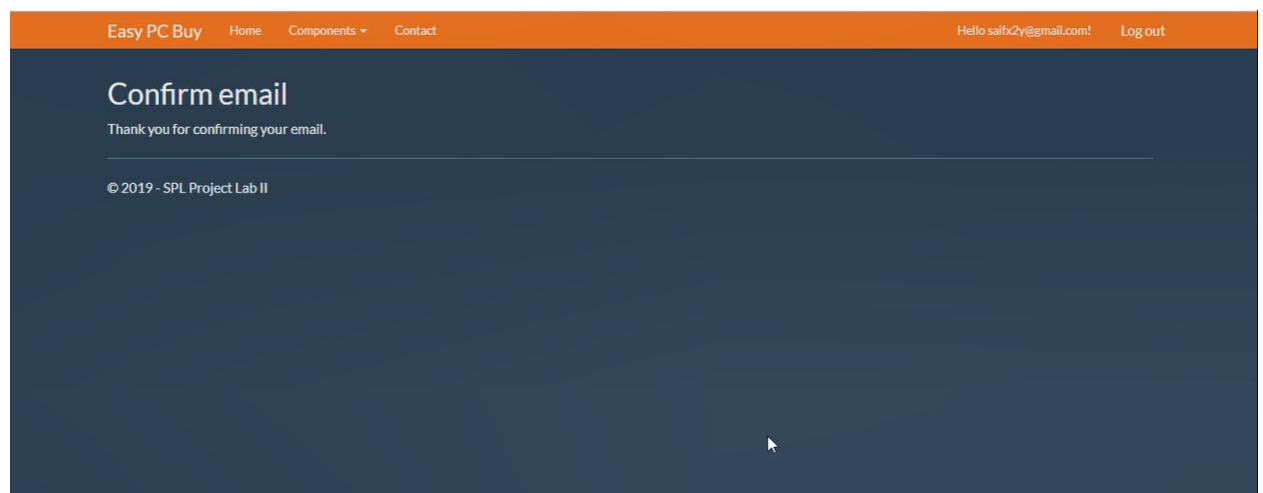 Easy PC Buy Home Components Contact Hello saifx2y@gmail.com! Log out
Confirm email
Thank you for confirming your email.
© 2019 - SPL Project Lab II